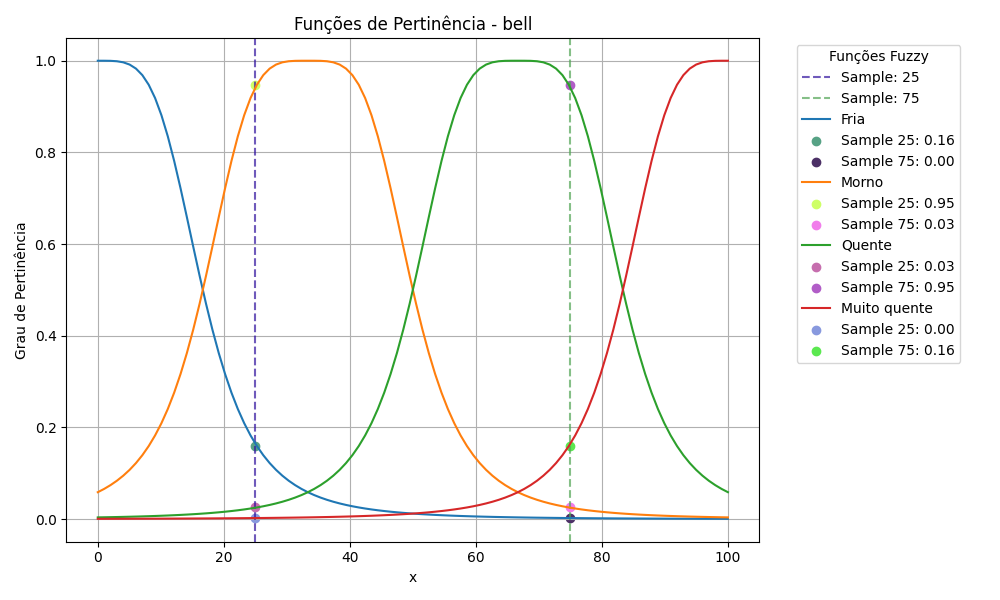 Funções de Pertinência - bell
Grau de Pertinência
1.0
0.8
0.6
0.4
0.2
0.0
0 20 40 60 80 100
x
Funções Fuzzy
Sample: 25
Sample: 75
Fria
Sample 25: 0.16
Sample 75: 0.00
Morno
Sample 25: 0.95
Sample 75: 0.03
Quente
Sample 25: 0.03
Sample 75: 0.95
Muito quente
Sample 25: 0.00
Sample 75: 0.16